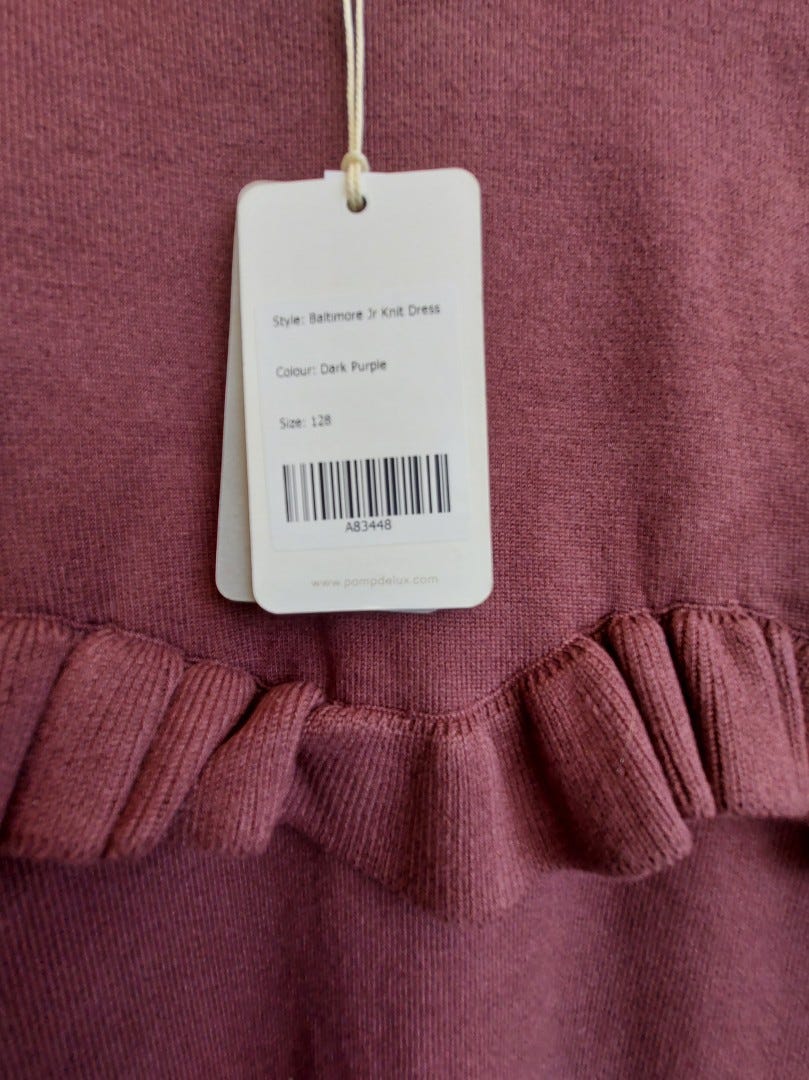 Style: Baltimore Jr Knit Dress
Colour: Dark Purple
Size: 128
A83448
www.pompdelux.com